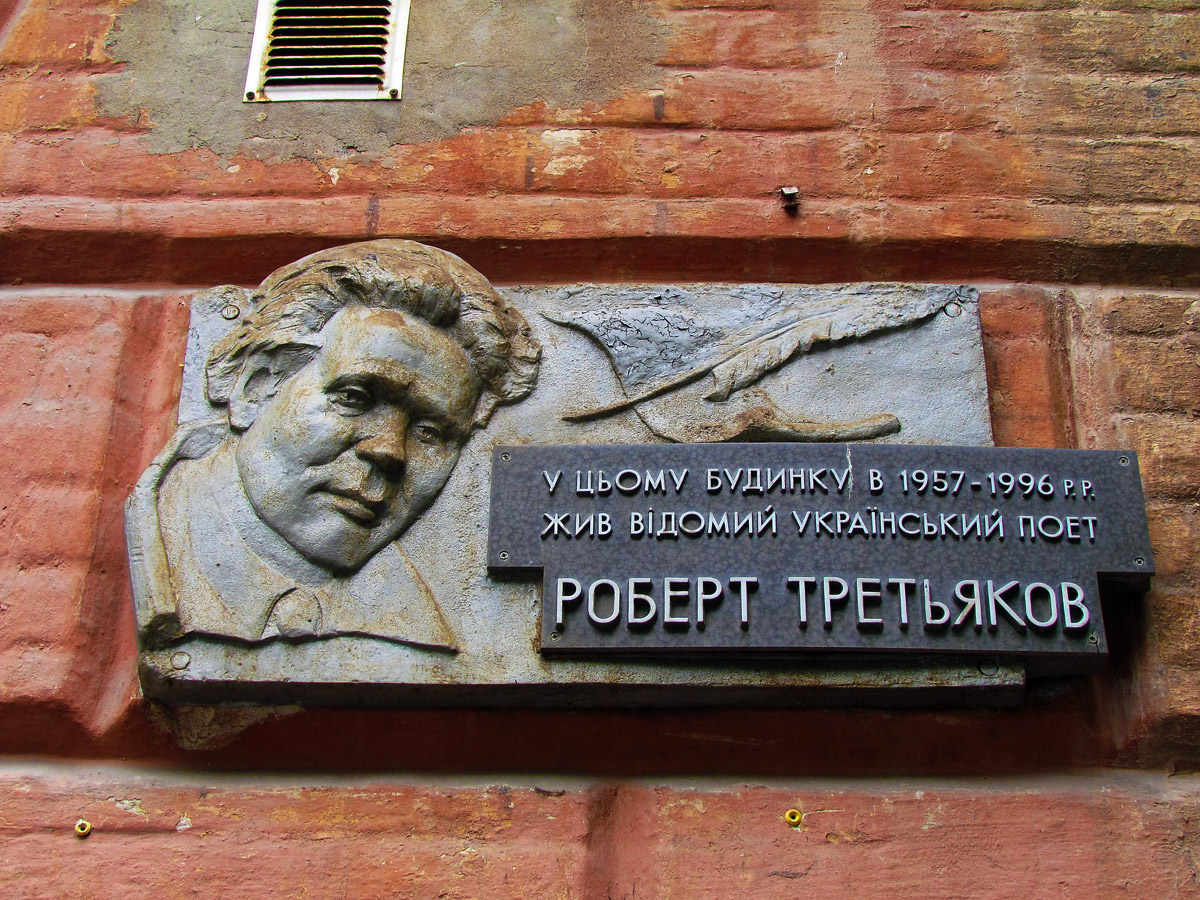 У ЦЬОМУ БУДИНКУ В 1957-1996 Р.Р.
ЖИВ ВІДОМИЙ УКРАЇНСЬКИЙ ПОЕТ
РОБЕРТ ТРЕТЬЯКОВ